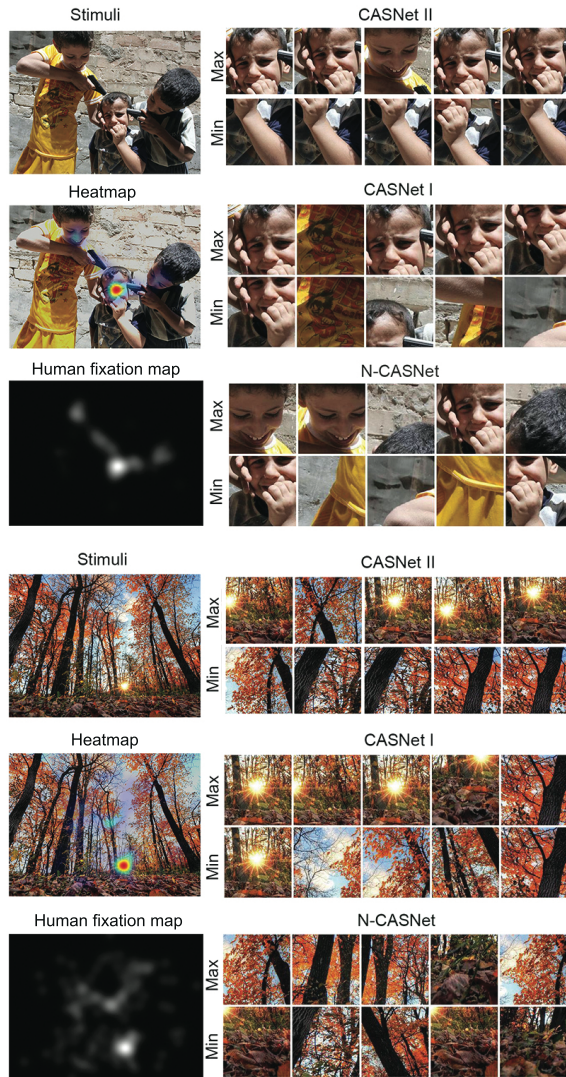 Stimuli
CASNet II
Max
Min
Heatmap
CASNet I
Max
Min
Human fixation map
N-CASNet
Max
Min
Stimuli
CASNet II
Max
Min
Heatmap
CASNet I
Max
Min
Human fixation map
N-CASNet
Max
Min